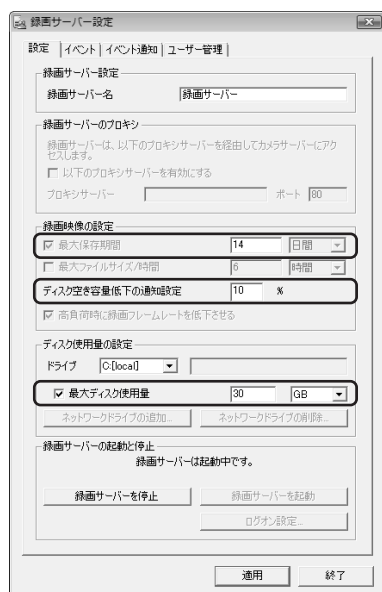 録画サーバー設定
設定 イベント イベント通知 ユーザー管理
録画サーバー設定
録画サーバー名 録画サーバー
録画サーバーのプロキシ
録画サーバーは、以下のプロキシサーバーを経由してカメラサーバーにアク
セスします。
以下のプロキシサーバーを有効にする
プロキシサーバー ポート 80
録画映像の設定
最大保存期間 14 日間
最大ファイルサイズ/時間 6 時間
ディスク空き容量低下の通知設定 10 %
高負荷時に録画フレームレートを低下させる
ディスク使用量の設定
ドライブ C:[local]
最大ディスク使用量 30 GB
ネットワークドライブの追加... ネットワークドライブの削除...
録画サーバーの起動と停止
録画サーバーは起動中です。
録画サーバーを停止 録画サーバーを起動
ログオン設定...
適用 終了